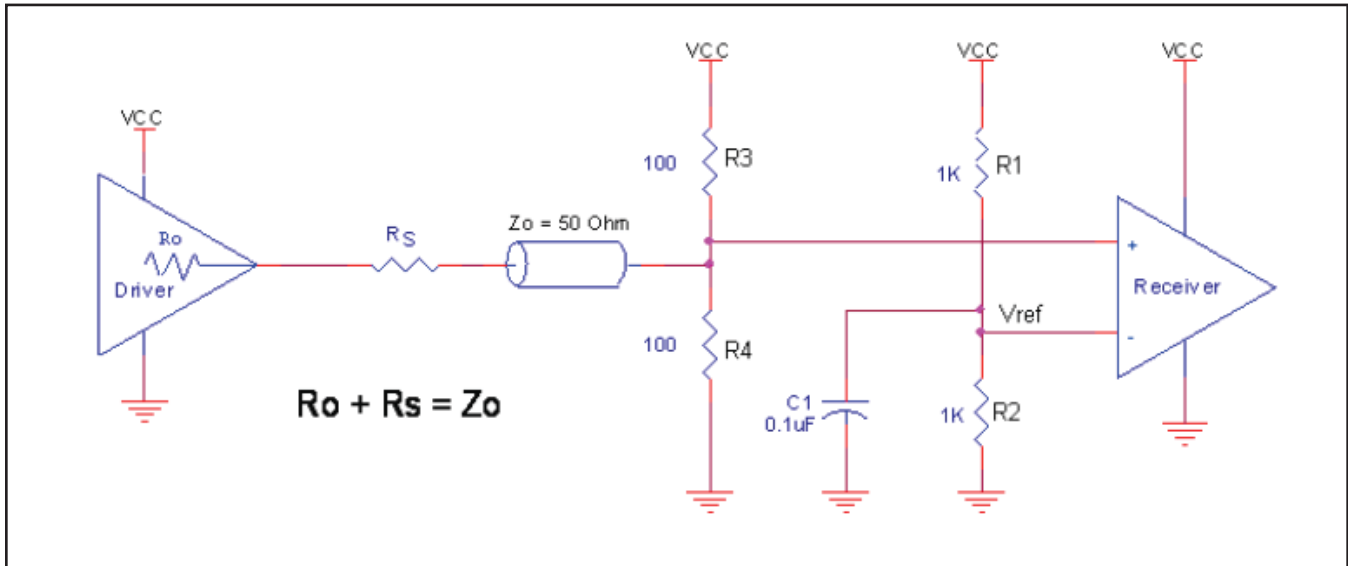 VCC
VCC
VCC
VCC
100
R3
1K
R1
Zo = 50 Ohm
RS
Ro
Driver
+
Receiver
Vref
-
100
R4
Ro + Rs = Zo
C1
0.1uF
1K
R2